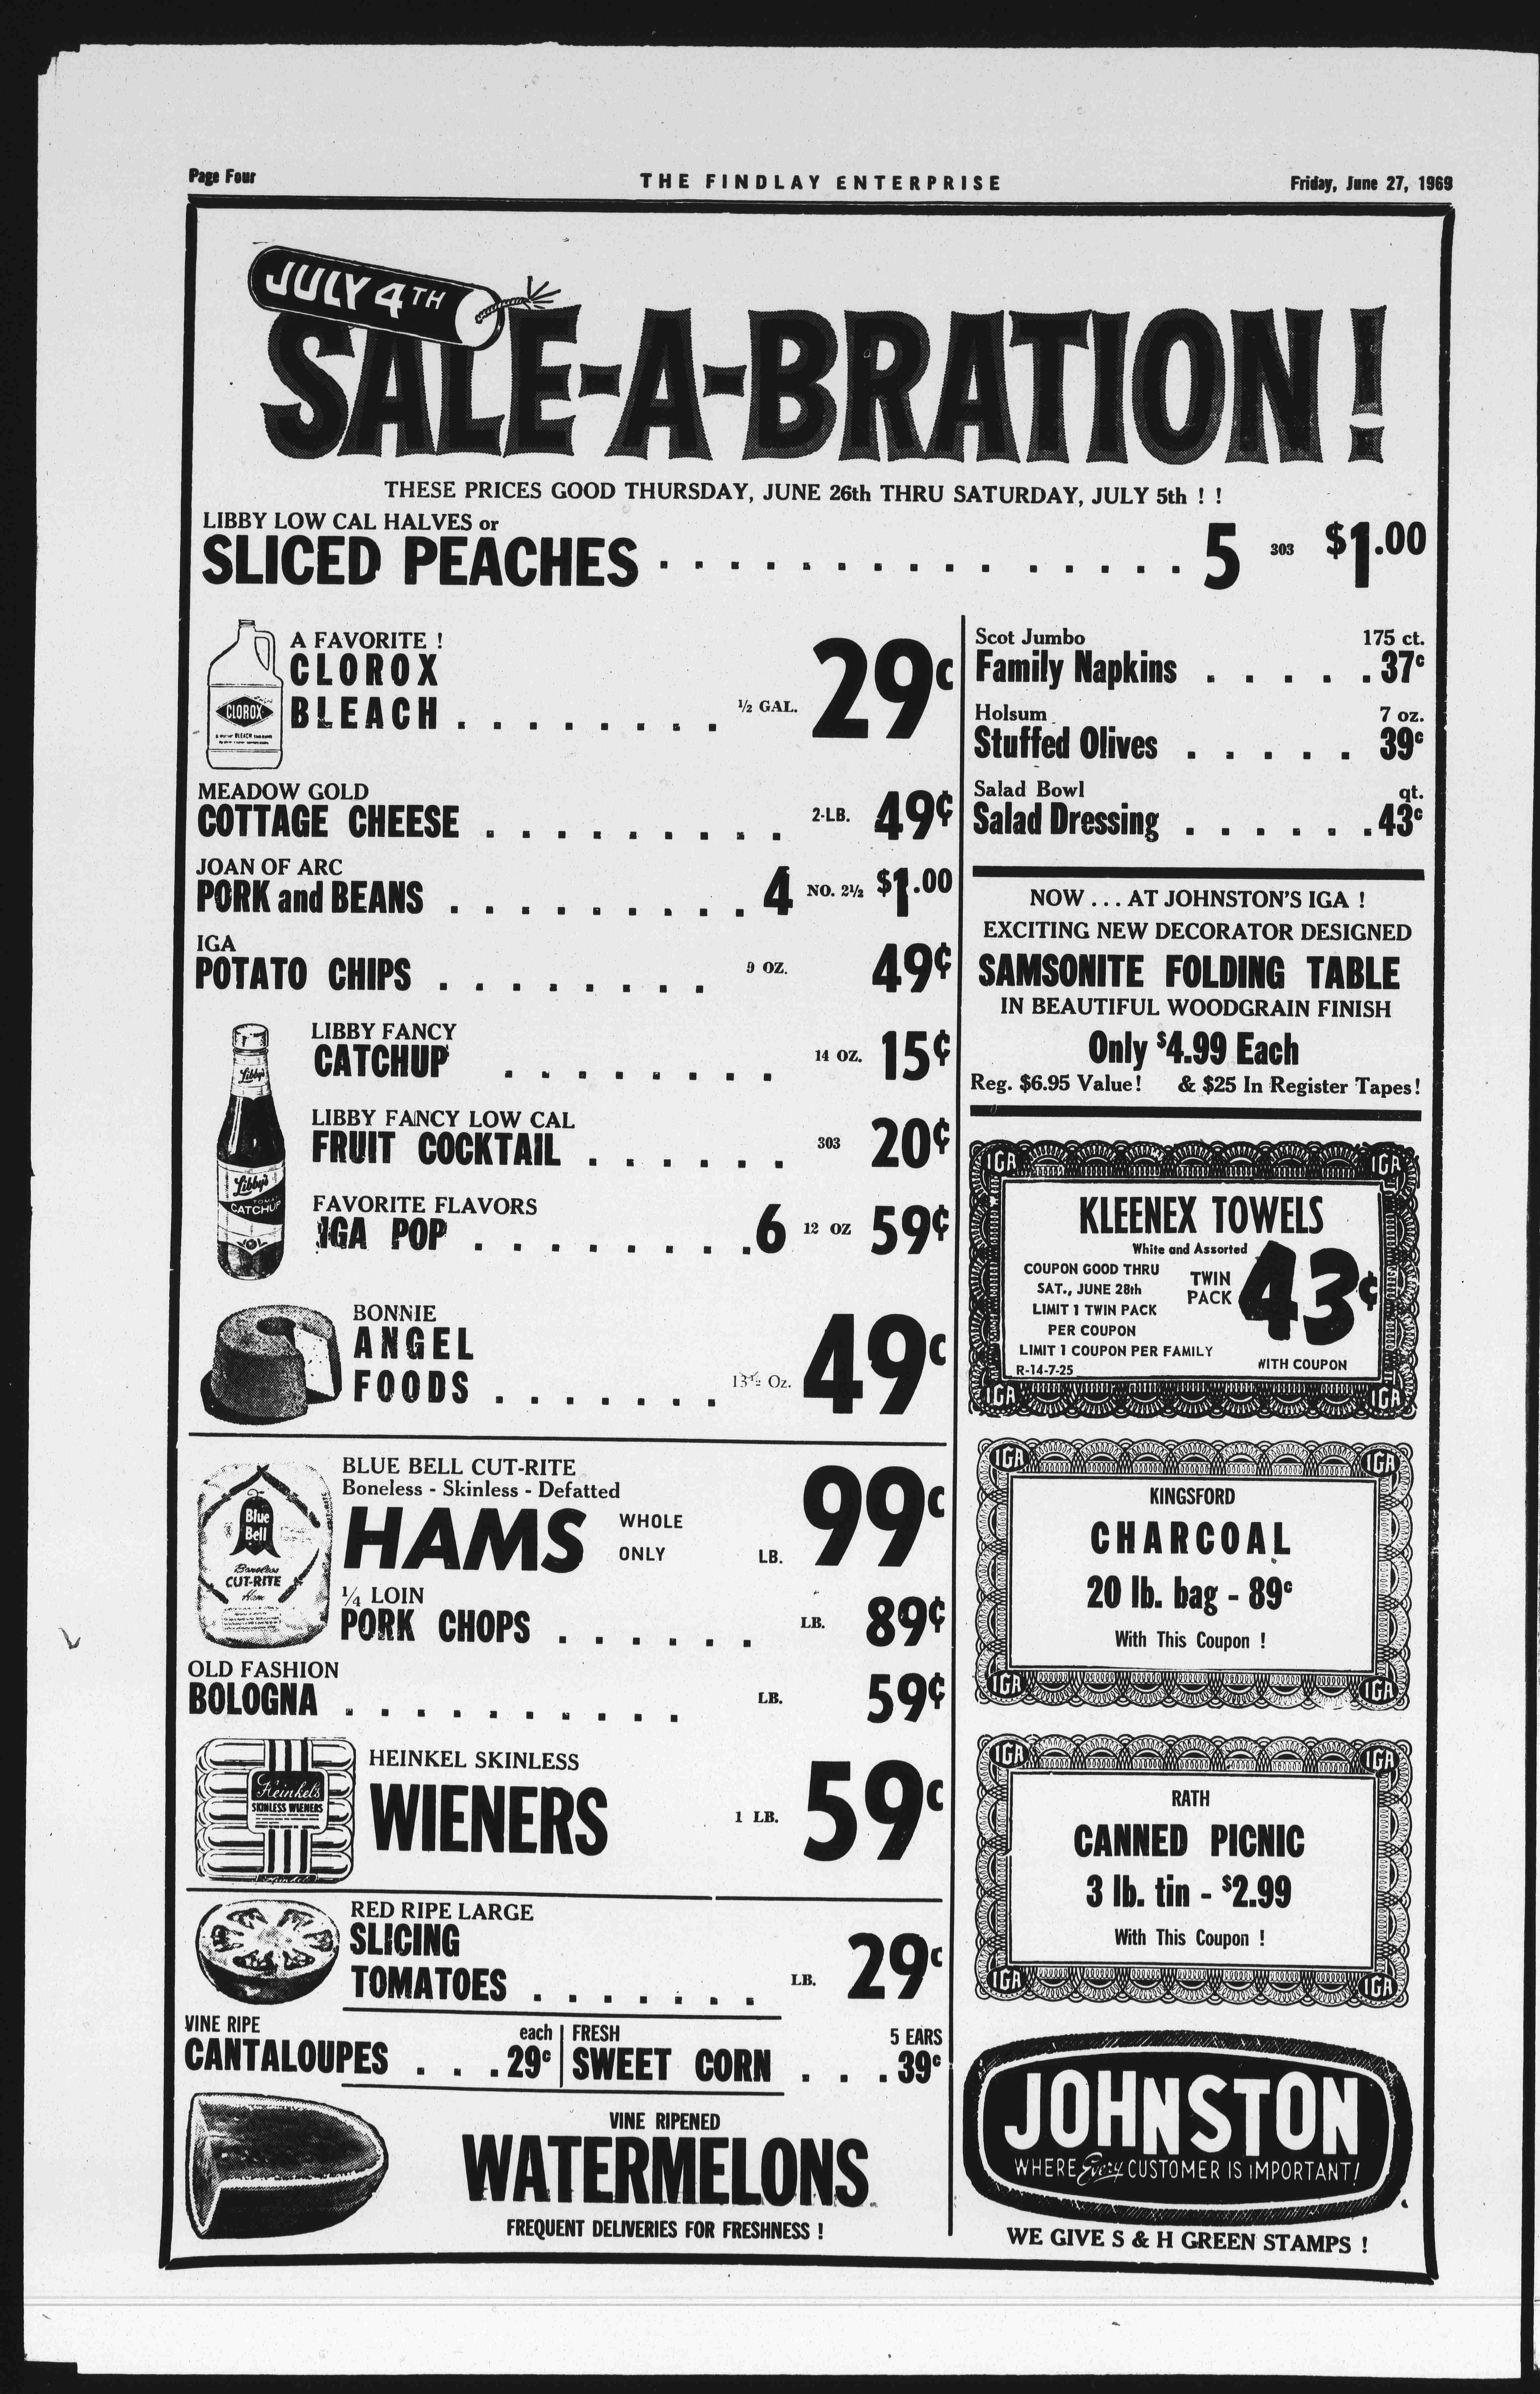 Page Four
THE FINDLAY ENTERPRISE
Friday, June 27, 1969
JULY 4TH
SALE-A-BRATION!
THESE PRICES GOOD THURSDAY, JUNE 26th THRU SATURDAY, JULY 5th ! !
LIBBY LOW CAL HALVES or
SLICED PEACHES . . . . . . . . . . . . . . . 5 303 $1.00
A FAVORITE !
CLOROX
BLEACH . . . . . . . . ½ GAL. 29c
CLOROX
MEADOW GOLD
COTTAGE CHEESE . . . . . . . . . 2-LB. 49¢
JOAN OF ARC
PORK and BEANS . . . . . . . . . 4 NO. 2½ $1.00
IGA
POTATO CHIPS . . . . . . . . 9 OZ. 49¢
LIBBY FANCY
CATCHUP . . . . . . . . 14 OZ. 15¢
LIBBY FANCY LOW CAL
FRUIT COCKTAIL . . . . . . 303 20¢
FAVORITE FLAVORS
IGA POP . . . . . . . . 6 12 OZ 59¢
Libby's
Libby's
TOMATO
CATCHUP
BONNIE
ANGEL
FOODS . . . . . . . 13½ Oz. 49c
BLUE BELL CUT-RITE
Boneless - Skinless - Defatted
HAMS WHOLE
ONLY LB. 99c
Blue
Bell
Boneless
CUT-RITE
Ham
¼ LOIN
PORK CHOPS . . . . . . LB. 89¢
OLD FASHION
BOLOGNA . . . . . . . . . . LB. 59¢
HEINKEL SKINLESS
WIENERS 1 LB. 59c
Heinkel's
SKINLESS WIENERS
RED RIPE LARGE
SLICING
TOMATOES . . . . . . . LB. 29c
VINE RIPE
CANTALOUPES . . . each 29c
FRESH
SWEET CORN . . . 5 EARS 39c
VINE RIPENED
WATERMELONS
FREQUENT DELIVERIES FOR FRESHNESS !
Scot Jumbo 175 ct.
Family Napkins . . . . . . 37c
Holsum 7 oz.
Stuffed Olives . . . . . 39c
Salad Bowl qt.
Salad Dressing . . . . . . 43c
NOW ... AT JOHNSTON'S IGA !
EXCITING NEW DECORATOR DESIGNED
SAMSONITE FOLDING TABLE
IN BEAUTIFUL WOODGRAIN FINISH
Only $4.99 Each
Reg. $6.95 Value! & $25 In Register Tapes!
IGA IGA
KLEENEX TOWELS
White and Assorted
COUPON GOOD THRU
SAT., JUNE 28th
LIMIT 1 TWIN PACK
PER COUPON
LIMIT 1 COUPON PER FAMILY
R-14-7-25
TWIN
PACK
43¢
WITH COUPON
IGA IGA
IGA IGA
KINGSFORD
CHARCOAL
20 lb. bag - 89c
With This Coupon !
IGA IGA
IGA IGA
RATH
CANNED PICNIC
3 lb. tin - $2.99
With This Coupon !
IGA IGA
JOHNSTON
WHERE Every CUSTOMER IS IMPORTANT!
WE GIVE S & H GREEN STAMPS !